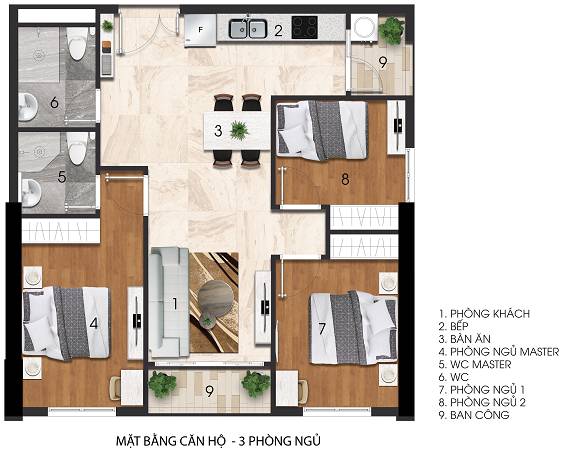 F
2
9
6
3
5
8
1
4
7
9
1. PHÒNG KHÁCH
2. BẾP
3. BÀN ĂN
4. PHÒNG NGỦ MASTER
5. WC MASTER
6. WC
7. PHÒNG NGỦ 1
8. PHÒNG NGỦ 2
9. BAN CÔNG
MẶT BẰNG CĂN HỘ - 3 PHÒNG NGỦ